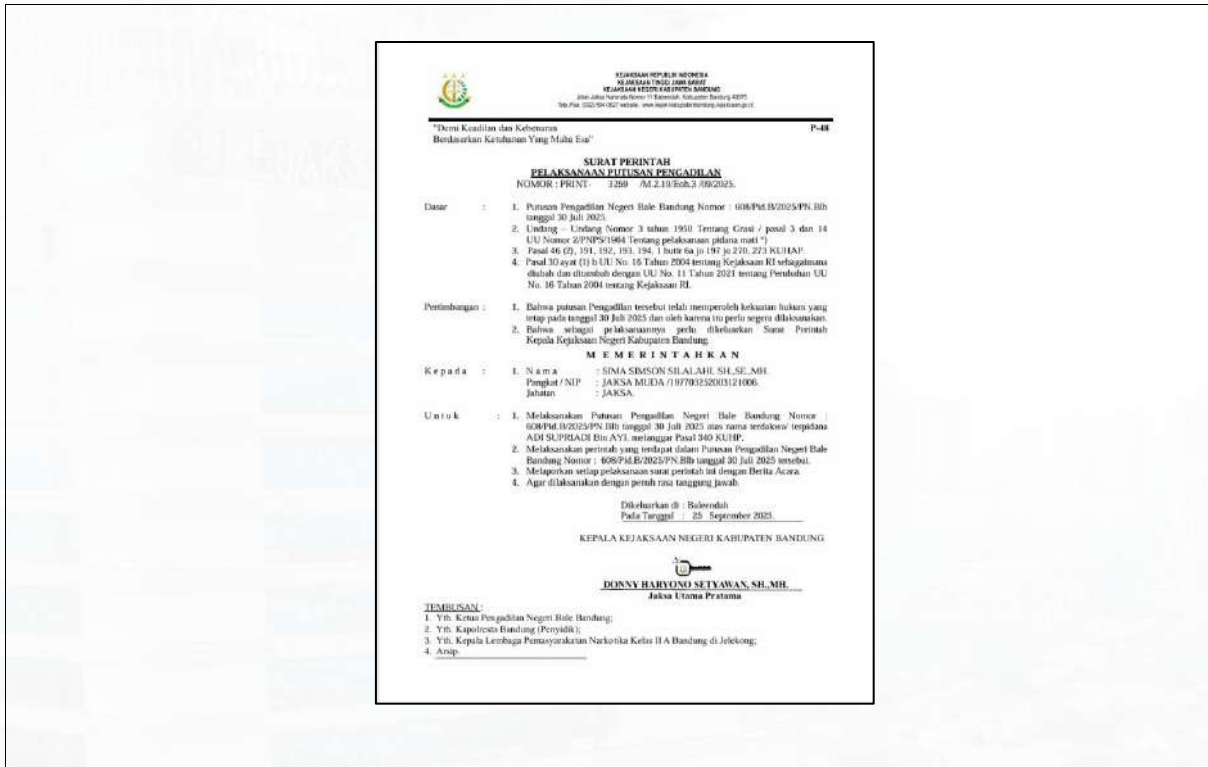 KEJAKSAAN REPUBLIK INDONESIA
KEJAKSAAN TINGGI JAWA BARAT
KEJAKSAAN NEGERI KABUPATEN BANDUNG
"Demi Keadilan dan Kebenaran P-48
Berdasarkan Ketuhanan Yang Maha Esa"
SURAT PERINTAH
PELAKSANAAN PUTUSAN PENGADILAN
NOMOR : PRINT- 3269 /M.2.19/Eoh.3 /09/2025.
Dasar : 1. Putusan Pengadilan Negeri Bale Bandung Nomor : 608/Pid.B/2025/PN.Blb
tanggal 30 Juli 2025.
2. Undang – Undang Nomor 3 tahun 1950 Tentang Grasi / pasal 3 dan 14
UU Nomor 2/PNPS/1964 Tentang pelaksanaan pidana mati *)
3. Pasal 46 (2), 191, 192, 193, 194, 1 butir 6a jo 197 jo 270, 273 KUHAP.
4. Pasal 30 ayat (1) b UU No. 16 Tahun 2004 tentang Kejaksaan RI sebagaimana
diubah dan ditambah dengan UU No. 11 Tahun 2021 tentang Perubahan UU
No. 16 Tahun 2004 tentang Kejaksaan RI.
Pertimbangan : 1. Bahwa putusan Pengadilan tersebut telah memperoleh kekuatan hukum yang
tetap pada tanggal 30 Juli 2025 dan oleh karena itu perlu segera dilaksanakan.
2. Bahwa sebagai pelaksanaannya perlu dikeluarkan Surat Perintah
Kepala Kejaksaan Negeri Kabupaten Bandung.
M E M E R I N T A H K A N
K e p a d a : 1. N a m a : SIMA SIMSON SILALAHI, SH.,SE.,MH.
Pangkat / NIP : JAKSA MUDA /197703252003121006.
Jabatan : JAKSA.
U n t u k : 1. Melaksanakan Putusan Pengadilan Negeri Bale Bandung Nomor :
608/Pid.B/2025/PN.Blb tanggal 30 Juli 2025 atas nama terdakwa/ terpidana
ADI SUPRIADI Bin AYI, melanggar Pasal 340 KUHP.
2. Melaksanakan perintah yang terdapat dalam Putusan Pengadilan Negeri Bale
Bandung Nomor : 608/Pid.B/2025/PN.Blb tanggal 30 Juli 2025 tersebut.
3. Melaporkan setiap pelaksanaan surat perintah ini dengan Berita Acara.
4. Agar dilaksanakan dengan penuh rasa tanggung jawab.
Dikeluarkan di : Baleendah
Pada Tanggal : 25 September 2025.
KEPALA KEJAKSAAN NEGERI KABUPATEN BANDUNG
DONNY HARYONO SETYAWAN, SH.,MH.
Jaksa Utama Pratama
TEMBUSAN :
1. Yth. Ketua Pengadilan Negeri Bale Bandung;
2. Yth. Kapolresta Bandung (Penyidik);
3. Yth. Kepala Lembaga Pemasyarakatan Narkotika Kelas II A Bandung di Jelekong;
4. Arsip.